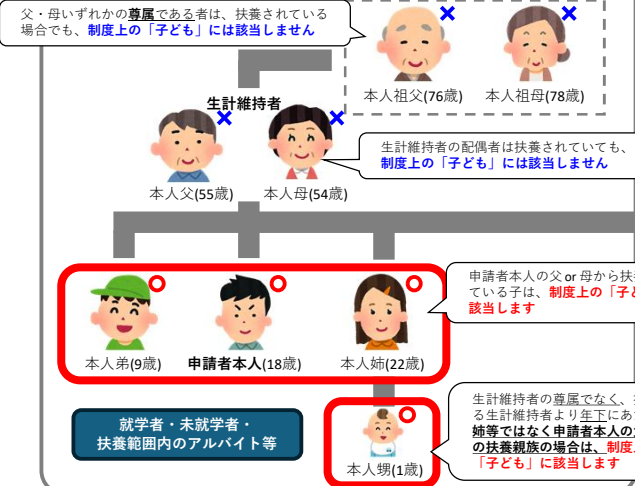 父・母いずれかの尊属である者は、扶養されている
場合でも、制度上の「子ども」には該当しません
本人祖父(76歳)
本人祖母(78歳)
生計維持者
生計維持者の配偶者は扶養されていても、
制度上の「子ども」には該当しません
本人父(55歳)
本人母(54歳)
申請者本人の父 or 母から扶
ている子は、制度上の「子ど
該当します
本人弟(9歳)
申請者本人(18歳)
本人姉(22歳)
就学者・未就学者・
扶養範囲内のアルバイト等
生計維持者の尊属でなく、
る生計維持者より年下にあ
姉等ではなく申請者本人の
の扶養親族の場合は、制度
「子ども」に該当します
本人甥(1歳)